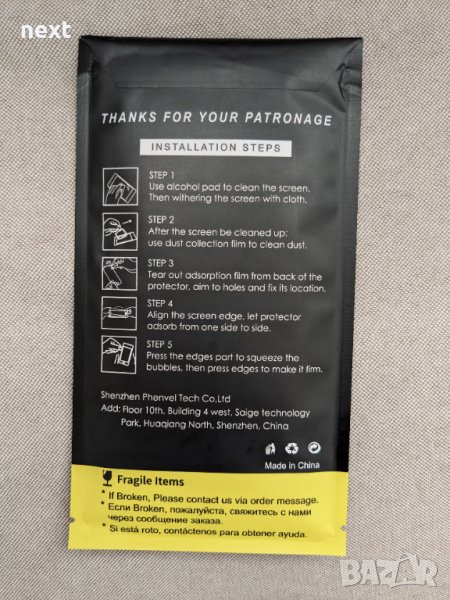 next
THANKS FOR YOUR PATRONAGE
INSTALLATION STEPS
STEP 1
Use alcohol pad to clean the screen.
Then withering the screen with cloth.
STEP 2
After the screen be cleaned up;
use dust collection film to clean dust.
STEP 3
Tear out adsorption film from back of the
protector, aim to holes and fix its location.
STEP 4
Align the screen edge, let protector
adsorb from one side to side.
STEP 5
Press the edges part to squeeze the
bubbles, then press edges to make it firm.
Shenzhen Phenvel Tech Co.Ltd
Add: Floor 10th, Building 4 west, Saige technology
Park, Huaqiang North, Shenzhen, China
Made in China
Fragile Items
* If Broken, Please contact us via order message.
* Если Broken, пожалуйста, свяжитесь с нами
через сообщение заказа.
* Si está roto, contáctenos para obtener ayuda.
BAZAR